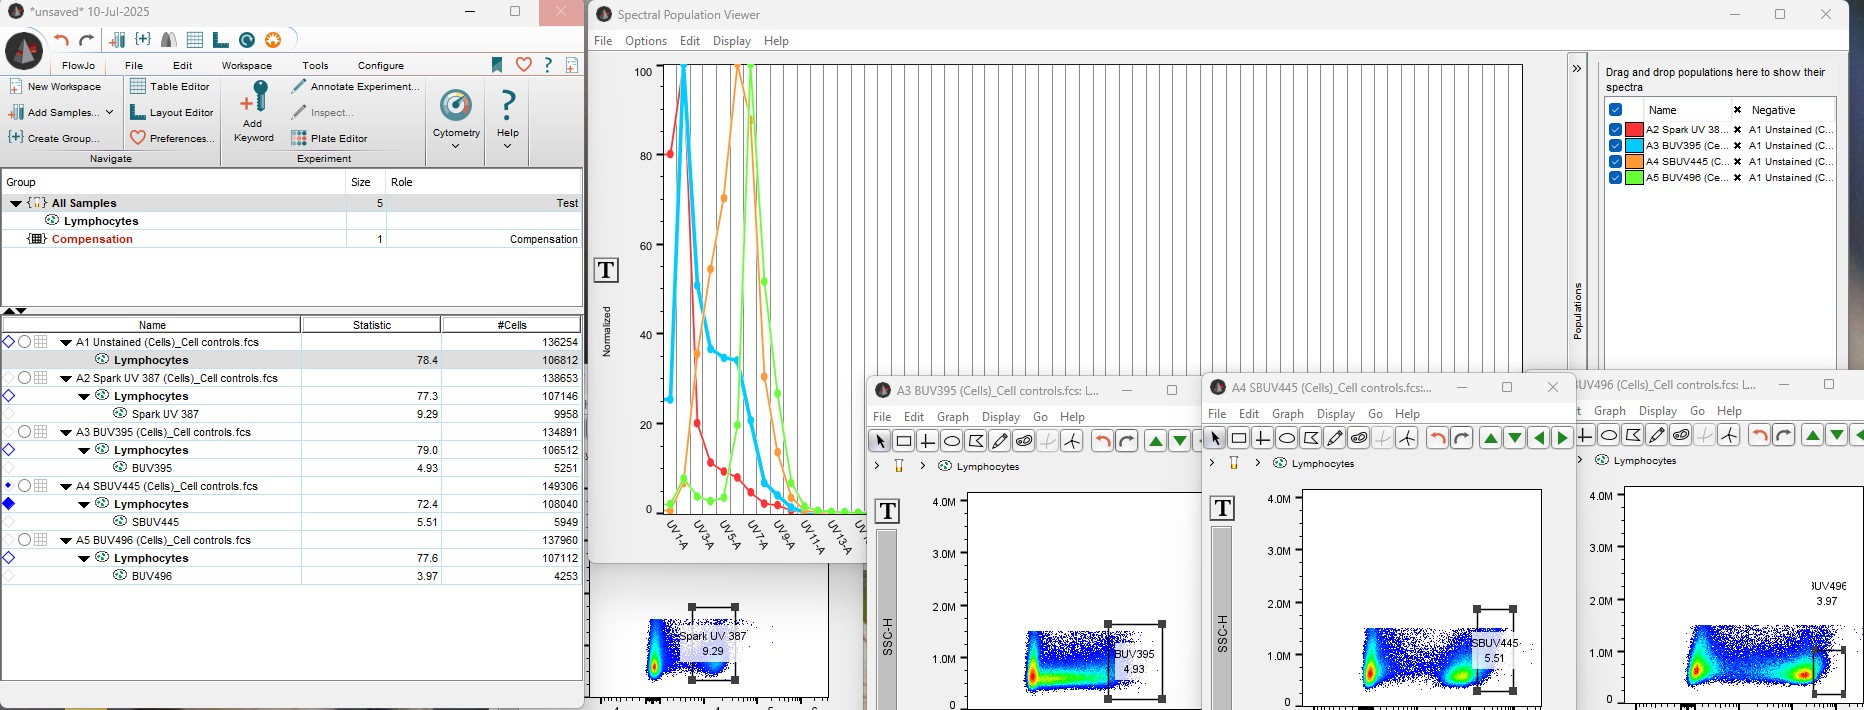 *unsaved* 10-Jul-2025
FlowJo File Edit Workspace Tools Configure
New Workspace
Add Samples...
Create Group...
Navigate
Table Editor
Layout Editor
Preferences...
Add
Keyword
Annotate Experiment...
Inspect...
Plate Editor
Experiment
Cytometry
Help
Group Size Role
All Samples 5 Test
Lymphocytes
Compensation 1 Compensation
Name Statistic #Cells
A1 Unstained (Cells)_Cell controls.fcs 136254
Lymphocytes 78.4 106812
A2 Spark UV 387 (Cells)_Cell controls.fcs 138653
Lymphocytes 77.3 107146
Spark UV 387 9.29 9958
A3 BUV395 (Cells)_Cell controls.fcs 134891
Lymphocytes 79.0 106512
BUV395 4.93 5251
A4 SBUV445 (Cells)_Cell controls.fcs 149306
Lymphocytes 72.4 108040
SBUV445 5.51 5949
A5 BUV496 (Cells)_Cell controls.fcs 137960
Lymphocytes 77.6 107112
BUV496 3.97 4253
Spectral Population Viewer
File Options Edit Display Help
T
Normalized
100
80
60
40
20
0
UV1-A UV3-A UV5-A UV7-A UV9-A UV11-A UV13-A
Populations
Drag and drop populations here to show their
spectra
Name Negative
A2 Spark UV 38... A1 Unstained (C...
A3 BUV395 (Ce... A1 Unstained (C...
A4 SBUV445 (C... A1 Unstained (C...
A5 BUV496 (Ce... A1 Unstained (C...
Spark UV 387
9.29
A3 BUV395 (Cells)_Cell controls.fcs: L...
File Edit Graph Display Go Help
Lymphocytes
T
SSC-H
4.0M
3.0M
2.0M
1.0M
0
BUV395
4.93
A4 SBUV445 (Cells)_Cell controls.fcs:...
File Edit Graph Display Go Help
Lymphocytes
T
SSC-H
4.0M
3.0M
2.0M
1.0M
0
SBUV445
5.51
BUV496 (Cells)_Cell controls.fcs: L...
Graph Display Go Help
Lymphocytes
4.0M
3.0M
2.0M
1.0M
0
BUV496
3.97